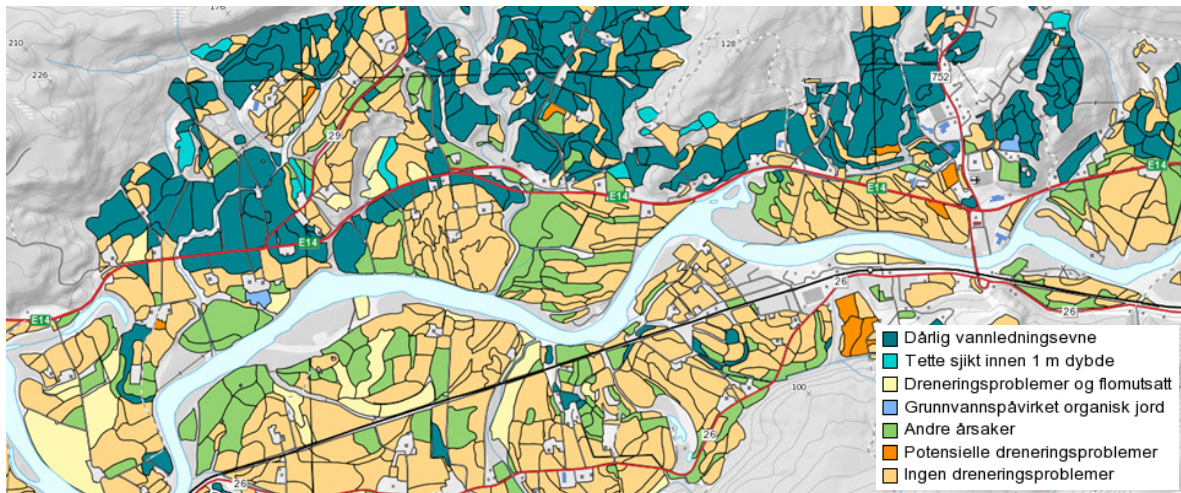 176
210
226
128
752
29
E14
E14
E14
E14
E14
26
26
26
26
100
Dårlig vannledningsevne
Tette sjikt innen 1 m dybde
Dreneringsproblemer og flomutsatt
Grunnvannspåvirket organisk jord
Andre årsaker
Potensielle dreneringsproblemer
Ingen dreneringsproblemer